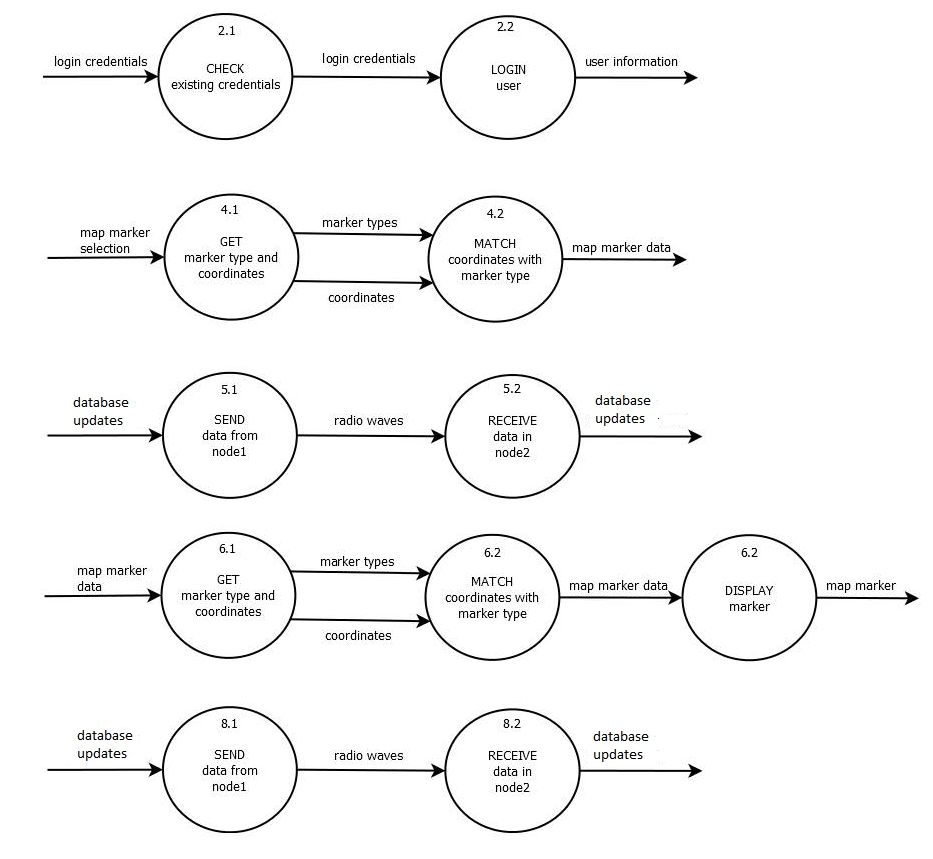 2.1
CHECK
existing credentials
login credentials
login credentials
2.2
LOGIN
user
user information
map marker
selection
4.1
GET
marker type and
coordinates
marker types
coordinates
4.2
MATCH
coordinates with
marker type
map marker data
database
updates
5.1
SEND
data from
node1
radio waves
5.2
RECEIVE
data in
node2
database
updates
map marker
data
6.1
GET
marker type and
coordinates
marker types
coordinates
6.2
MATCH
coordinates with
marker type
map marker data
6.2
DISPLAY
marker
map marker
database
updates
8.1
SEND
data from
node1
radio waves
8.2
RECEIVE
data in
node2
database
updates